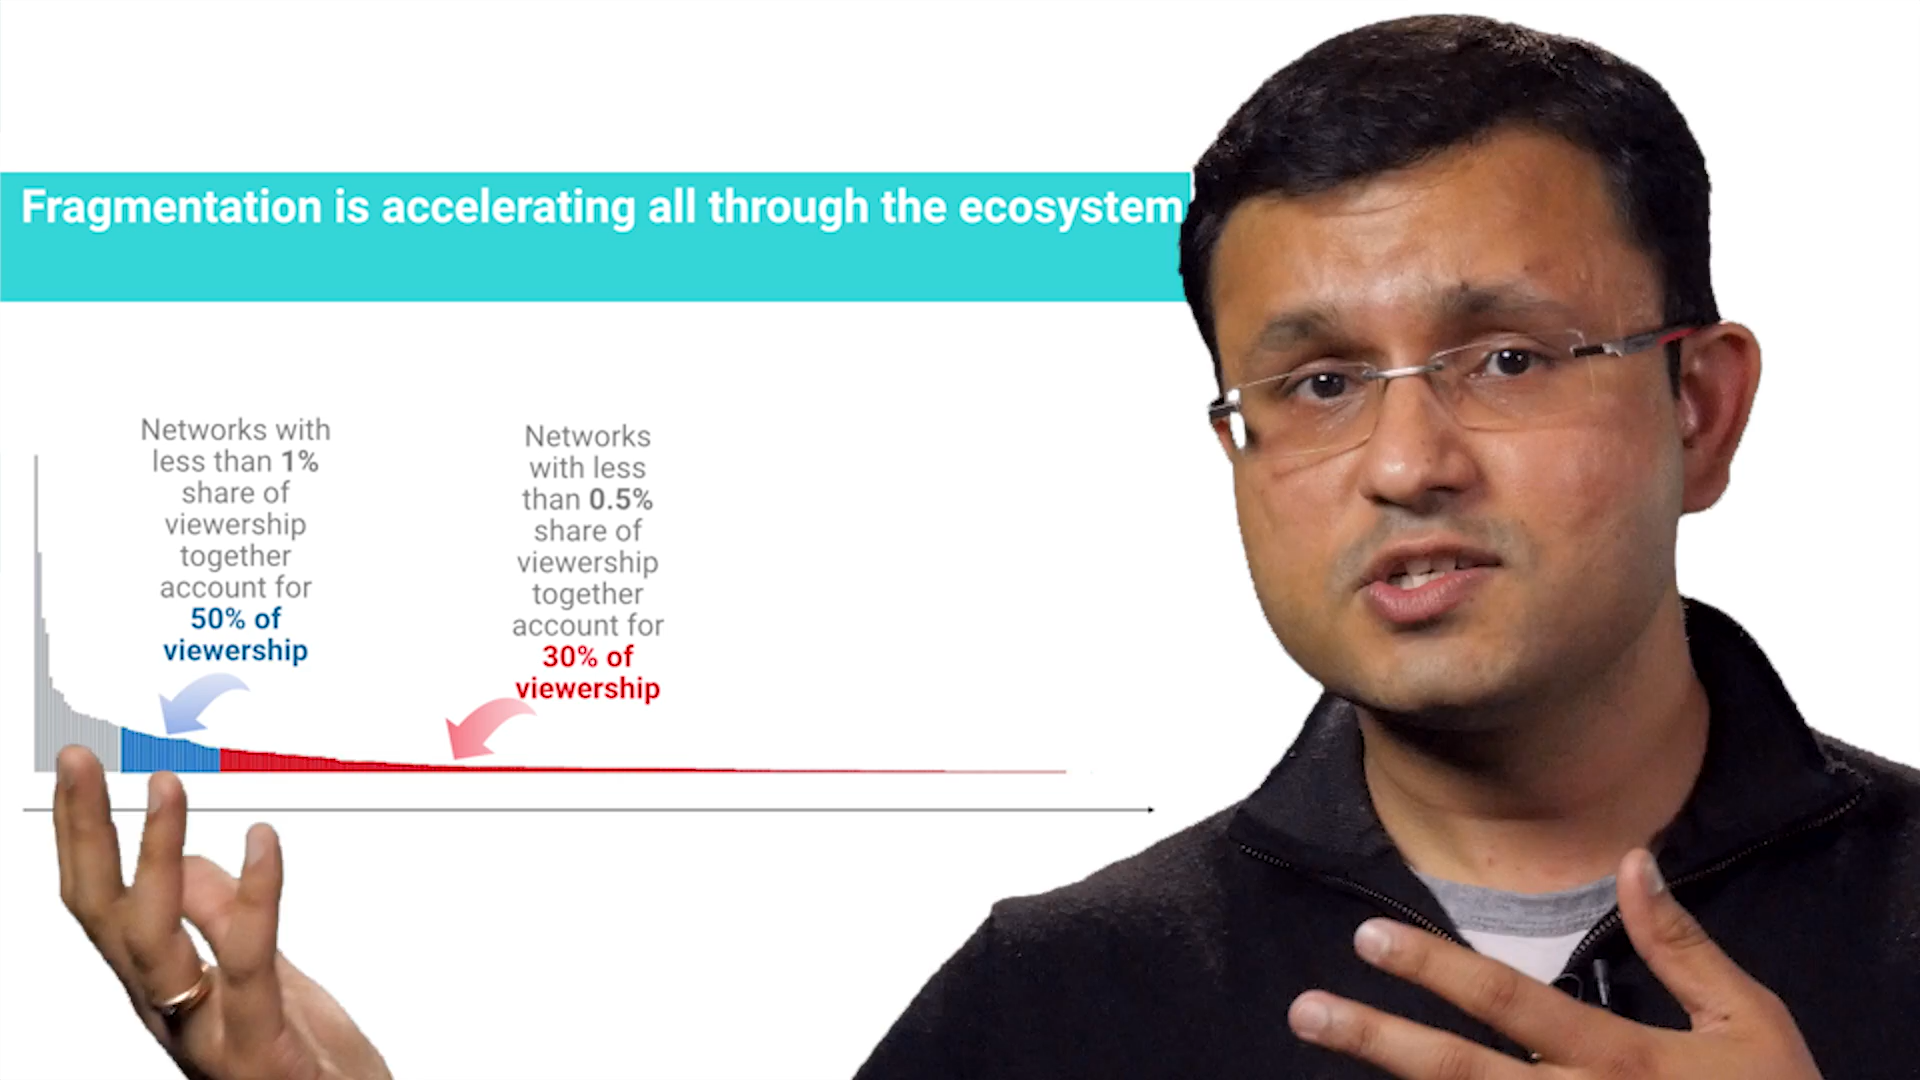 Fragmentation is accelerating all through the ecosystem
Networks with
less than 1%
share of
viewership
together
account for
50% of
viewership
Networks
with less
than 0.5%
share of
viewership
together
account for
30% of
viewership